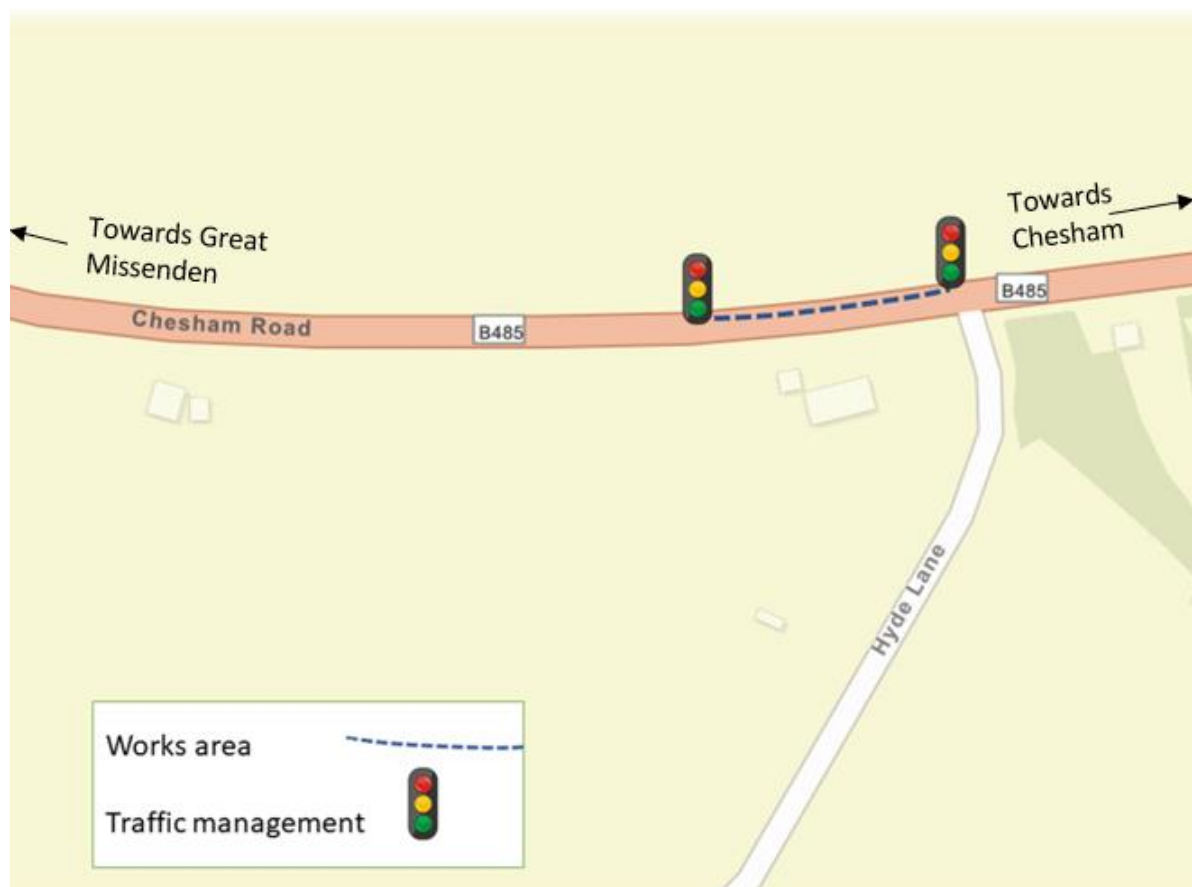 Towards
Chesham
Towards Great
Missenden
B485
Chesham Road
B485
Hyde Lane
Works area
Traffic management